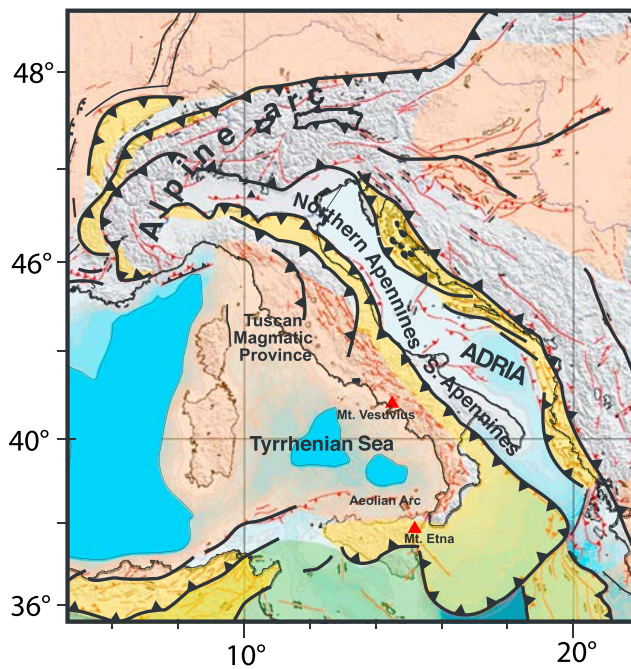 48°
Alpine arc
Northern Apennines
46°
Tuscan
Magmatic
Province
ADRIA
S. Apennines
Mt. Vesuvius
40°
Tyrrhenian Sea
Aeolian Arc
Mt. Etna
36°
10°
20°